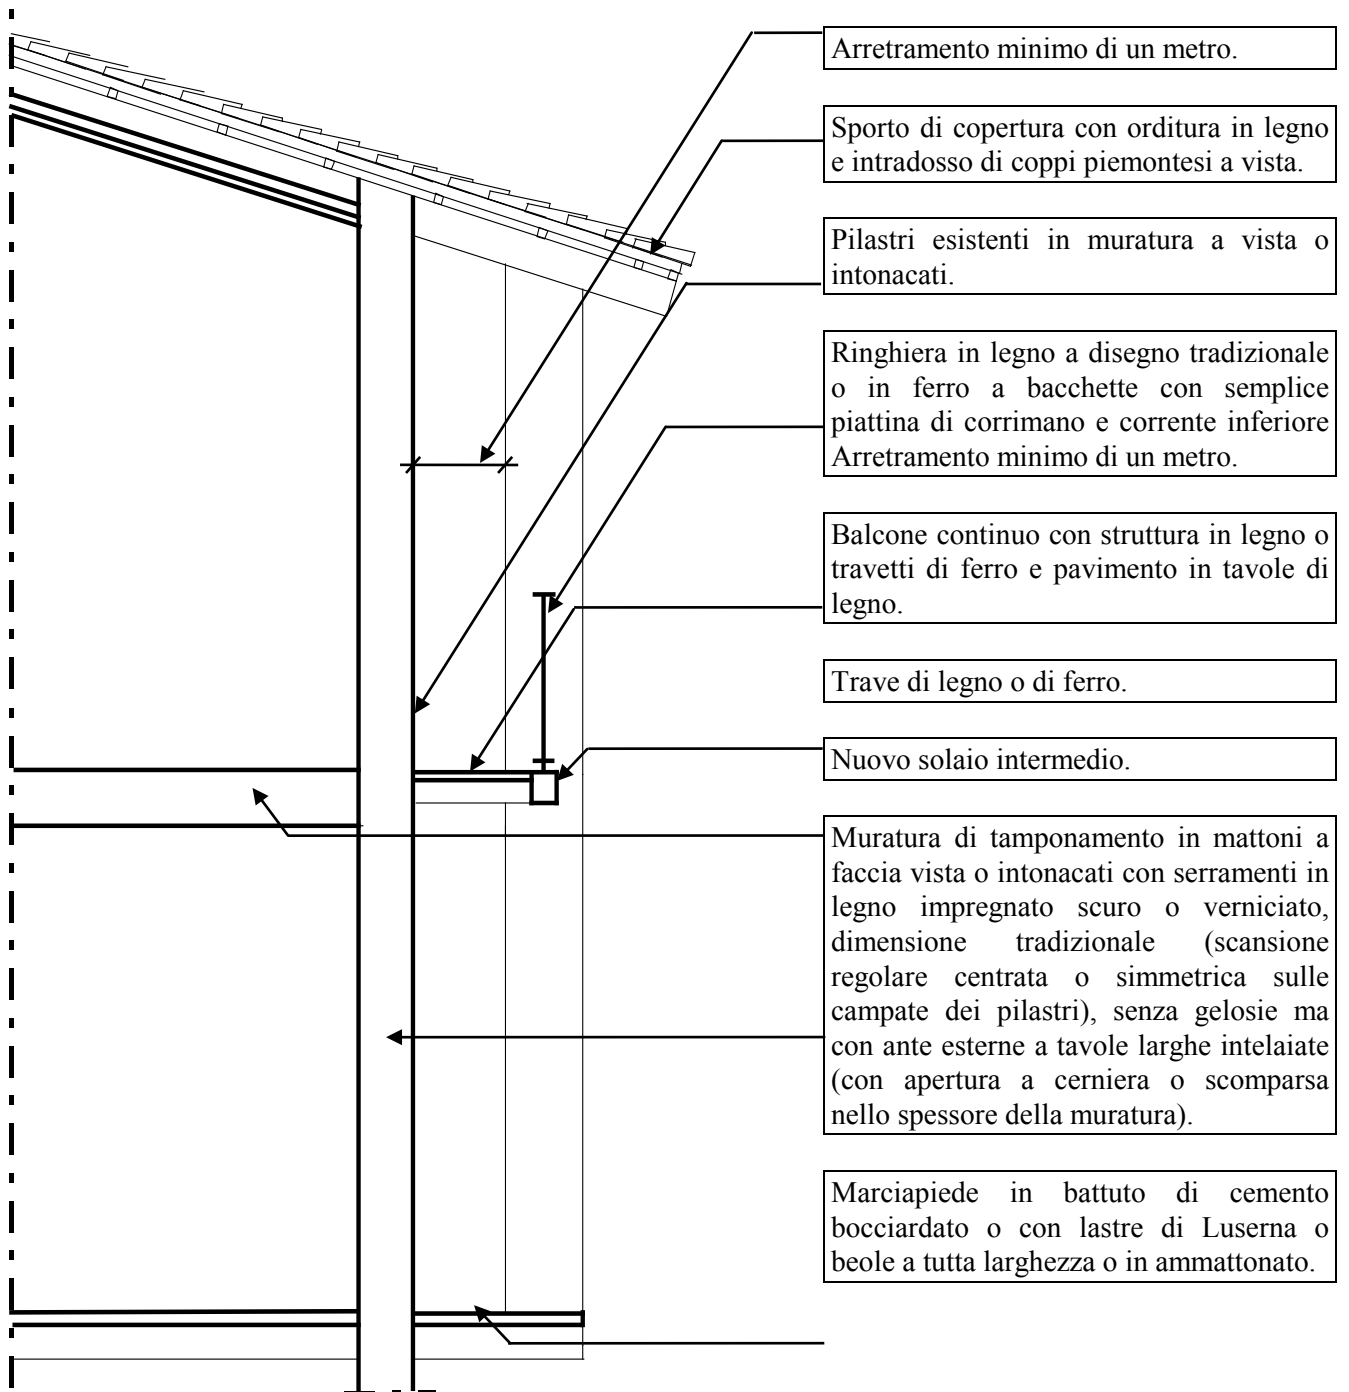 Arretramento minimo di un metro.
Sporto di copertura con orditura in legno
e intradosso di coppi piemontesi a vista.
Pilastri esistenti in muratura a vista o
intonacati.
Ringhiera in legno a disegno tradizionale
o in ferro a bacchette con semplice
piattina di corrimano e corrente inferiore
Arretramento minimo di un metro.
Balcone continuo con struttura in legno o
travetti di ferro e pavimento in tavole di
legno.
Trave di legno o di ferro.
Nuovo solaio intermedio.
Muratura di tamponamento in mattoni a
faccia vista o intonacati con serramenti in
legno impregnato scuro o verniciato,
dimensione tradizionale (scansione
regolare centrata o simmetrica sulle
campate dei pilastri), senza gelosie ma
con ante esterne a tavole larghe intelaiate
(con apertura a cerniera o scomparsa
nello spessore della muratura).
Marciapiede in battuto di cemento
bocciardato o con lastre di Luserna o
beole a tutta larghezza o in ammattonato.